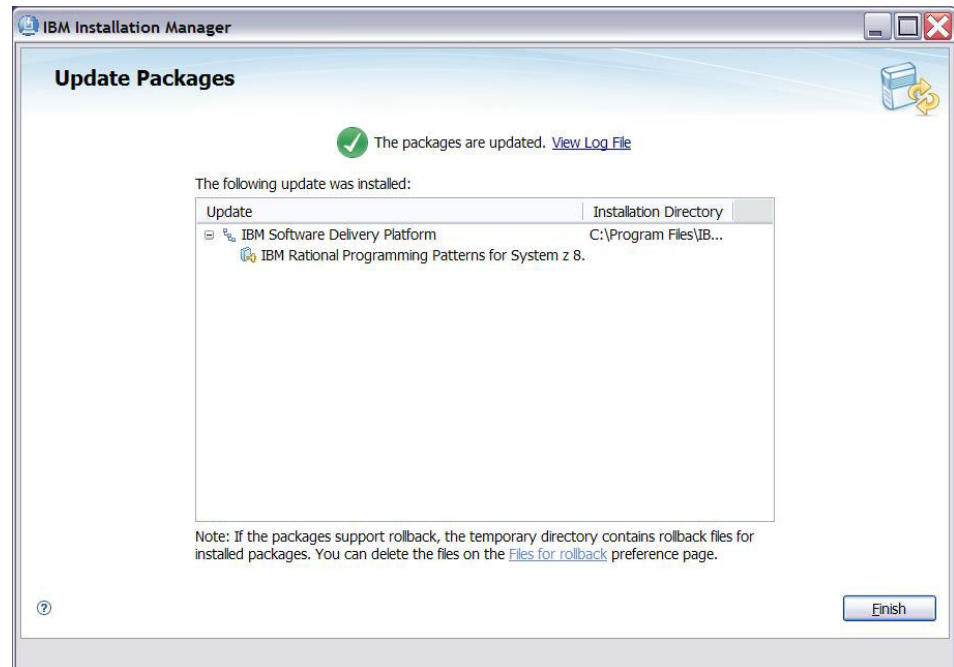 IBM Installation Manager
Update Packages
The packages are updated. View Log File
The following update was installed:
Update Installation Directory
IBM Software Delivery Platform C:\Program Files\IB...
IBM Rational Programming Patterns for System z 8.
Note: If the packages support rollback, the temporary directory contains rollback files for
installed packages. You can delete the files on the Files for rollback preference page.
?
Finish